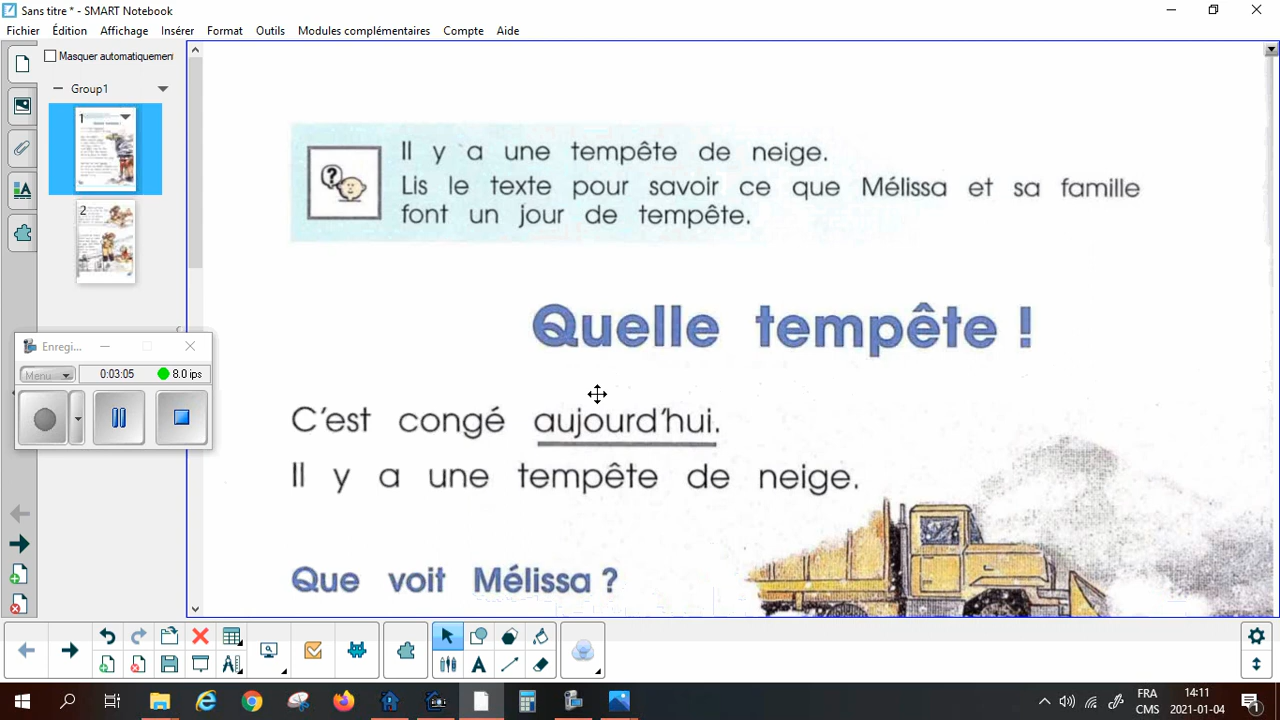 Sans titre * - SMART Notebook
Fichier Édition Affichage Insérer Format Outils Modules complémentaires Compte Aide
Masquer automatiquemen
Group1
1
2
Enregi...
Menu 0:03:05 8.0 ips
?
Il y a une tempête de neige.
Lis le texte pour savoir ce que Mélissa et sa famille
font un jour de tempête.
Quelle tempête !
C'est congé aujourd'hui.
Il y a une tempête de neige.
Que voit Mélissa ?
A
FRA
CMS
14:11
2021-01-04
1